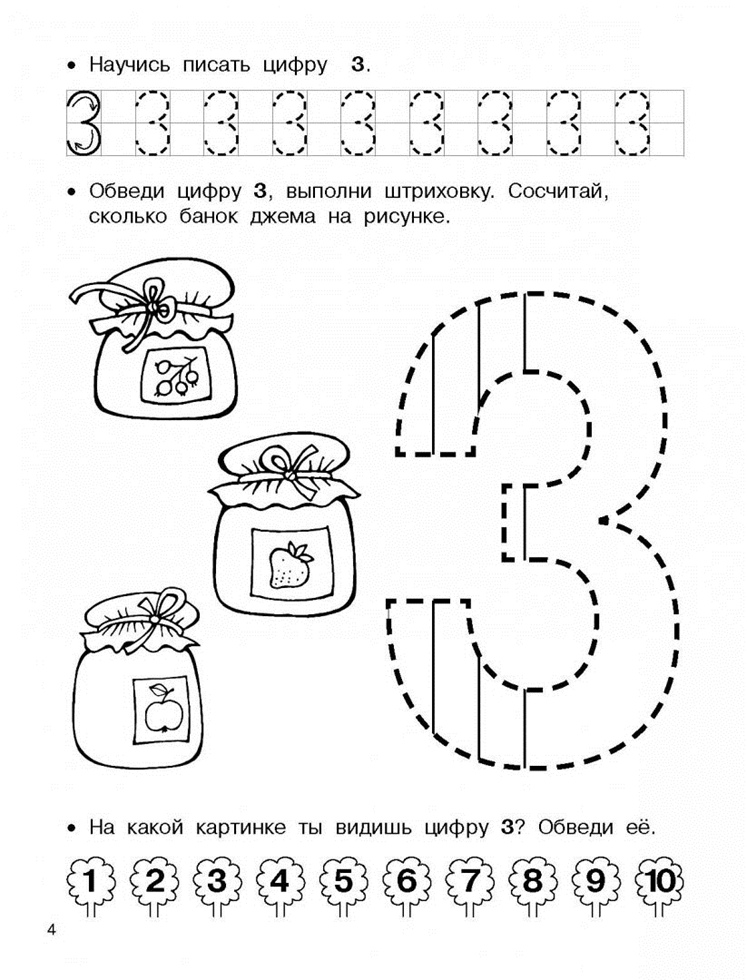 • Научись писать цифру 3.
3 3 3 3 3 3 3 3 3
• Обведи цифру 3, выполни штриховку. Сосчитай,
сколько банок джема на рисунке.
3
• На какой картинке ты видишь цифру 3? Обведи её.
1 2 3 4 5 6 7 8 9 10
4